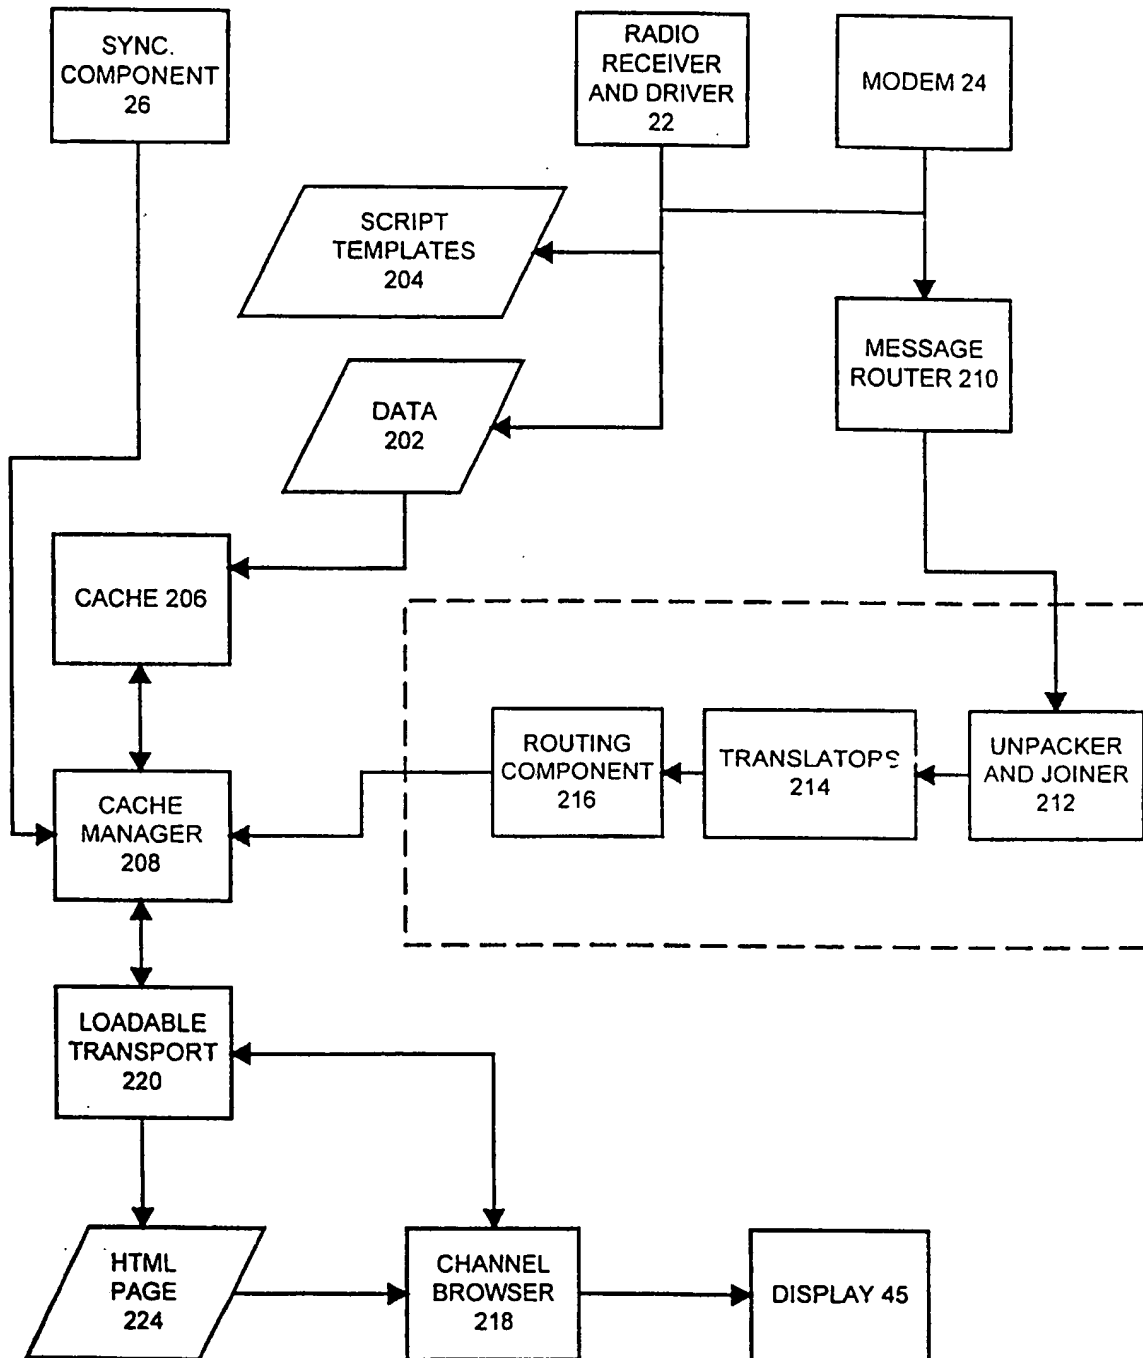 SYNC.
COMPONENT
26
RADIO
RECEIVER
AND DRIVER
22
MODEM 24
SCRIPT
TEMPLATES
204
MESSAGE
ROUTER 210
DATA
202
CACHE 206
ROUTING
COMPONENT
216
TRANSLATOPS
214
UNPACKER
AND JOINER
212
CACHE
MANAGER
208
LOADABLE
TRANSPORT
220
HTML
PAGE
224
CHANNEL
BROWSER
218
DISPLAY 45